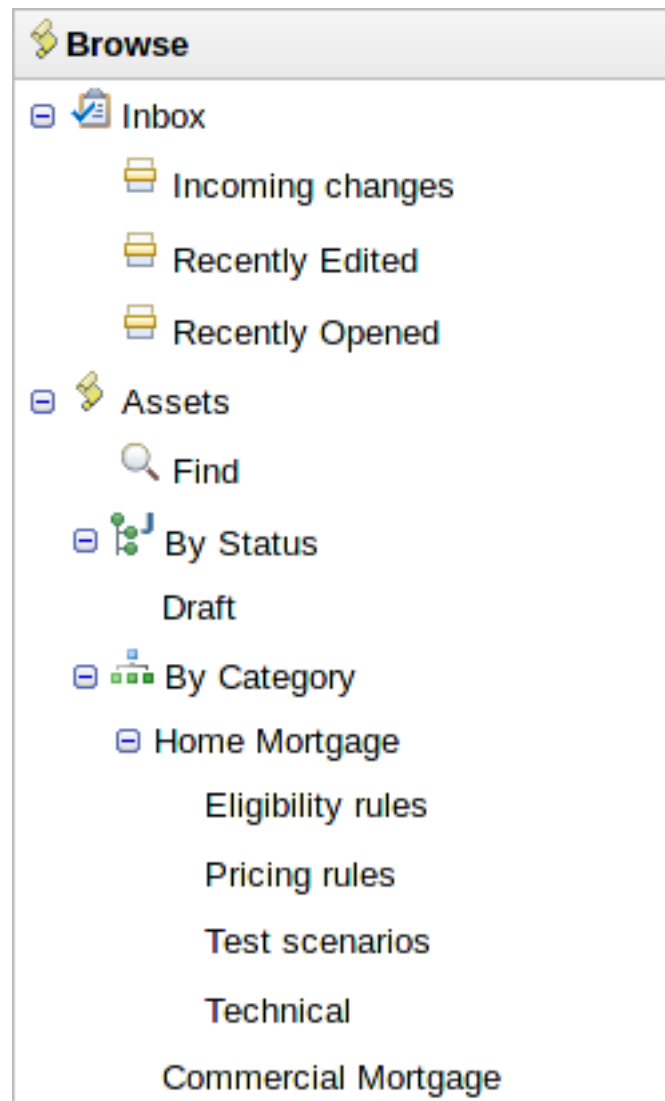 Browse
Inbox
Incoming changes
Recently Edited
Recently Opened
Assets
Find
By Status
Draft
By Category
Home Mortgage
Eligibility rules
Pricing rules
Test scenarios
Technical
Commercial Mortgage